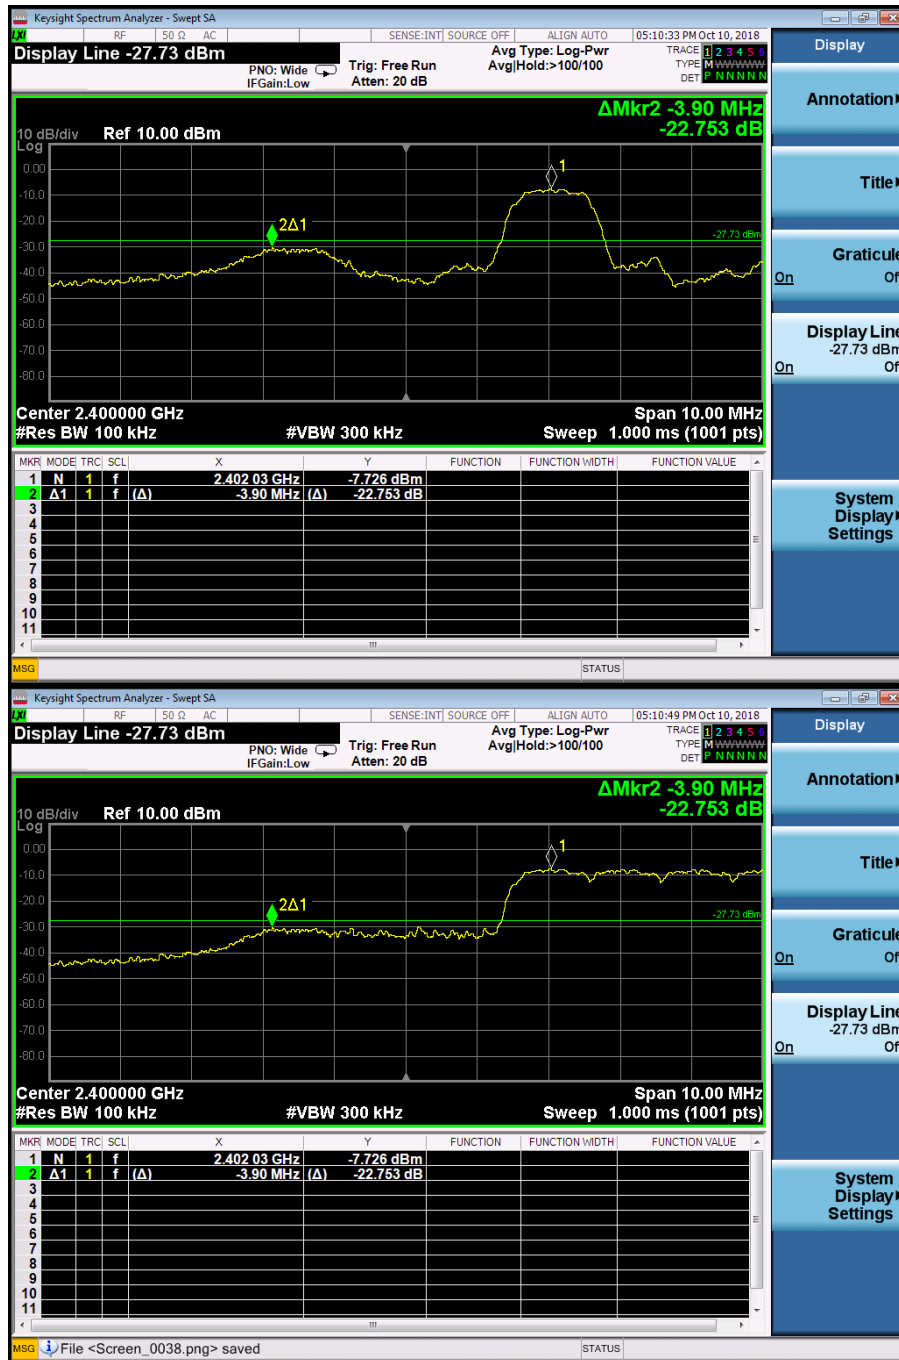 Keysight Spectrum Analyzer - Swept SA
LXI RF 50 Ω AC SENSE:INT SOURCE OFF ALIGN AUTO 05:10:33 PM Oct 10, 2018
Display Line -27.73 dBm
PNO: Wide
IFGain:Low
Trig: Free Run
Atten: 20 dB
Avg Type: Log-Pwr
Avg|Hold:>100/100
TRACE 1 2 3 4 5 6
TYPE M WWWWW
DET P N N N N N
ΔMkr2 -3.90 MHz
-22.753 dB
10 dB/div Ref 10.00 dBm
Log
0.00
-10.0
-20.0
-30.0
-40.0
-50.0
-60.0
-70.0
-80.0
1
2Δ1
-27.73 dBm
Center 2.400000 GHz Span 10.00 MHz
#Res BW 100 kHz #VBW 300 kHz Sweep 1.000 ms (1001 pts)
MKR MODE TRC SCL X Y FUNCTION FUNCTION WIDTH FUNCTION VALUE
1 N 1 f 2.402 03 GHz -7.726 dBm
2 Δ1 1 f (Δ) -3.90 MHz (Δ) -22.753 dB
3
4
5
6
7
8
9
10
11
MSG STATUS
Display
Annotation
Title
Graticule
On Of
Display Line
-27.73 dBm
On Of
System
Display
Settings
Keysight Spectrum Analyzer - Swept SA
LXI RF 50 Ω AC SENSE:INT SOURCE OFF ALIGN AUTO 05:10:49 PM Oct 10, 2018
Display Line -27.73 dBm
PNO: Wide
IFGain:Low
Trig: Free Run
Atten: 20 dB
Avg Type: Log-Pwr
Avg|Hold:>100/100
TRACE 1 2 3 4 5 6
TYPE M WWWWW
DET P N N N N N
ΔMkr2 -3.90 MHz
-22.753 dB
10 dB/div Ref 10.00 dBm
Log
0.00
-10.0
-20.0
-30.0
-40.0
-50.0
-60.0
-70.0
-80.0
1
2Δ1
-27.73 dBm
Center 2.400000 GHz Span 10.00 MHz
#Res BW 100 kHz #VBW 300 kHz Sweep 1.000 ms (1001 pts)
MKR MODE TRC SCL X Y FUNCTION FUNCTION WIDTH FUNCTION VALUE
1 N 1 f 2.402 03 GHz -7.726 dBm
2 Δ1 1 f (Δ) -3.90 MHz (Δ) -22.753 dB
3
4
5
6
7
8
9
10
11
MSG File <Screen_0038.png> saved STATUS
Display
Annotation
Title
Graticule
On Of
Display Line
-27.73 dBm
On Of
System
Display
Settings